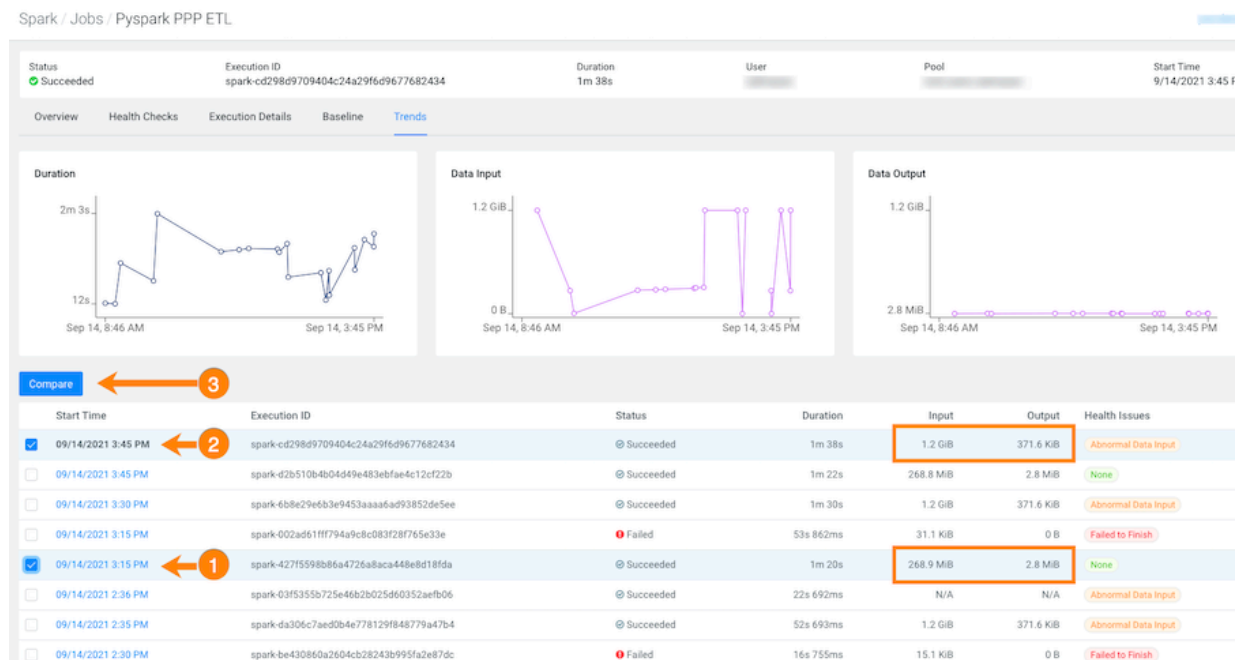 Spark / Jobs / Pyspark PPP ETL
Status Execution ID Duration User Pool Start Time
Succeeded spark-cd298d9709404c24a29f6d9677682434 1m 38s 9/14/2021 3:45
Overview Health Checks Execution Details Baseline Trends
Duration Data Input Data Output
2m 3s 1.2 GiB 1.2 GiB
12s 0 B 2.8 MiB
Sep 14, 8:46 AM Sep 14, 3:45 PM Sep 14, 8:46 AM Sep 14, 3:45 PM Sep 14, 8:46 AM Sep 14, 3:45 PM
Compare 3
Start Time Execution ID Status Duration Input Output Health Issues
09/14/2021 3:45 PM 2 spark-cd298d9709404c24a29f6d9677682434 Succeeded 1m 38s 1.2 GiB 371.6 KiB Abnormal Data Input
09/14/2021 3:45 PM spark-d2b510b4b04d49e483ebfae4c12cf22b Succeeded 1m 22s 268.8 MiB 2.8 MiB None
09/14/2021 3:30 PM spark-6b8e29e6b3e9453aaaa6ad93852de5ee Succeeded 1m 30s 1.2 GiB 371.6 KiB Abnormal Data Input
09/14/2021 3:15 PM spark-002ad61fff794a9c8c083f28f765e33e Failed 53s 862ms 31.1 KiB 0 B Failed to Finish
09/14/2021 3:15 PM 1 spark-427f5598b86a4726a8aca448e8d18fda Succeeded 1m 20s 268.9 MiB 2.8 MiB None
09/14/2021 2:36 PM spark-03f5355b725e46b2b025d60352aefb06 Succeeded 22s 692ms N/A N/A Abnormal Data Input
09/14/2021 2:35 PM spark-da306c7aed0b4e778129f848779a47b4 Succeeded 52s 693ms 1.2 GiB 371.6 KiB Abnormal Data Input
09/14/2021 2:30 PM spark-be430860a2604cb28243b995fa2e87dc Failed 16s 755ms 15.1 KiB 0 B Failed to Finish